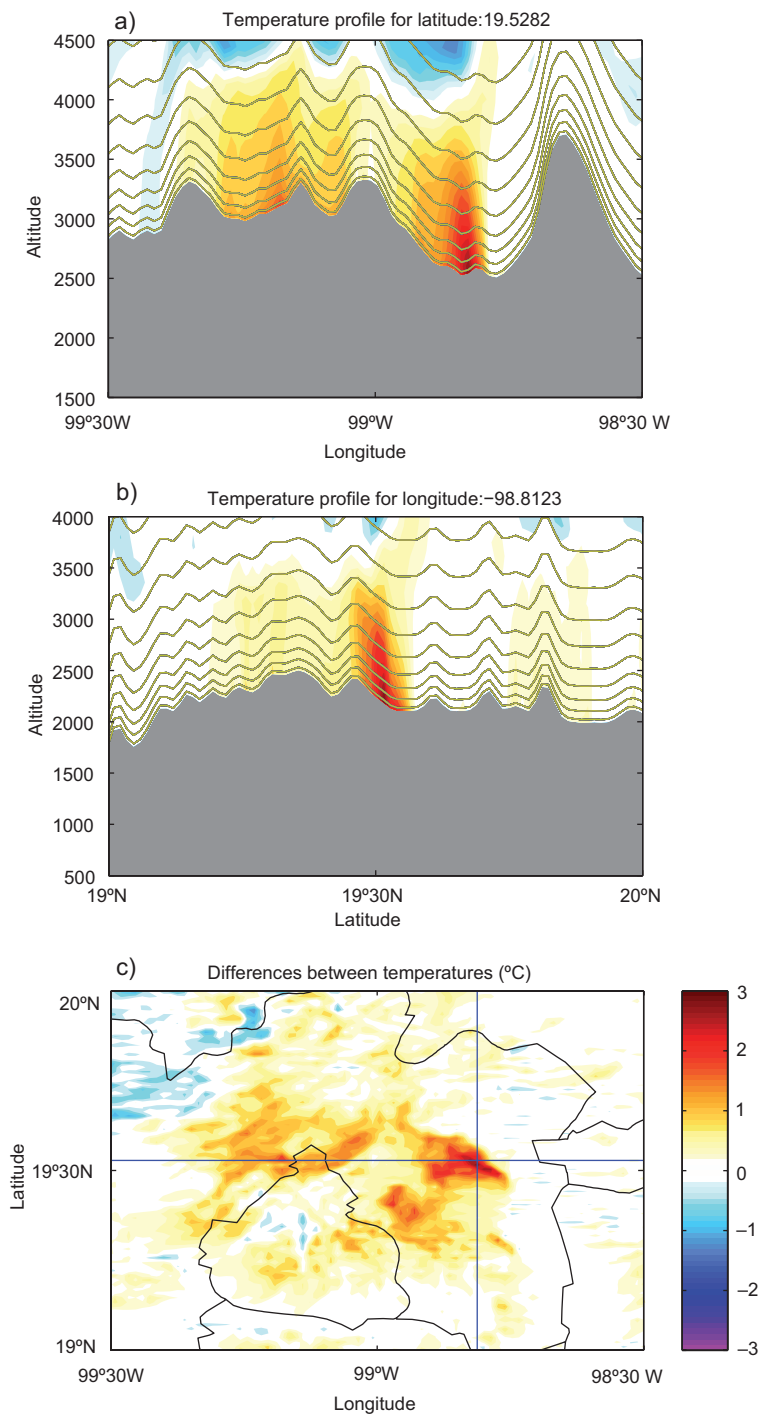 a)
Temperature profile for latitude:19.5282
4500
4000
3500
3000
2500
2000
1500
Altitude
99º30'W
99ºW
98º30' W
Longitude
b)
Temperature profile for longitude:−98.8123
4000
3500
3000
2500
2000
1500
1000
500
Altitude
19ºN
19º30N
20ºN
Latitude
c)
Differences between temperatures (ºC)
20ºN
19º30N
19ºN
Latitude
99º30W
99ºW
98º30W
Longitude
3
2
1
0
−1
−2
−3